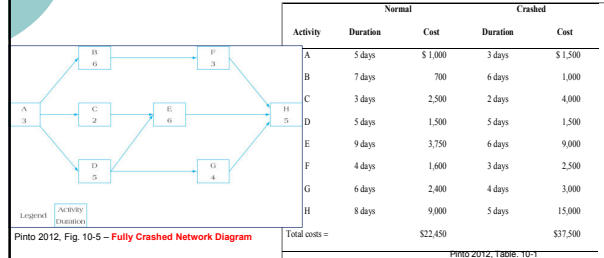 B
6
F
3
A
3
C
2
E
6
H
5
D
5
G
4
Legend
Activity
Duration
Pinto 2012, Fig. 10-5 – Fully Crashed Network Diagram
Normal Crashed
Activity Duration Cost Duration Cost
A 5 days $ 1,000 3 days $ 1,500
B 7 days 700 6 days 1,000
C 3 days 2,500 2 days 4,000
D 5 days 1,500 5 days 1,500
E 9 days 3,750 6 days 9,000
F 4 days 1,600 3 days 2,500
G 6 days 2,400 4 days 3,000
H 8 days 9,000 5 days 15,000
Total costs = $22,450 $37,500
Pinto 2012, Table. 10-1